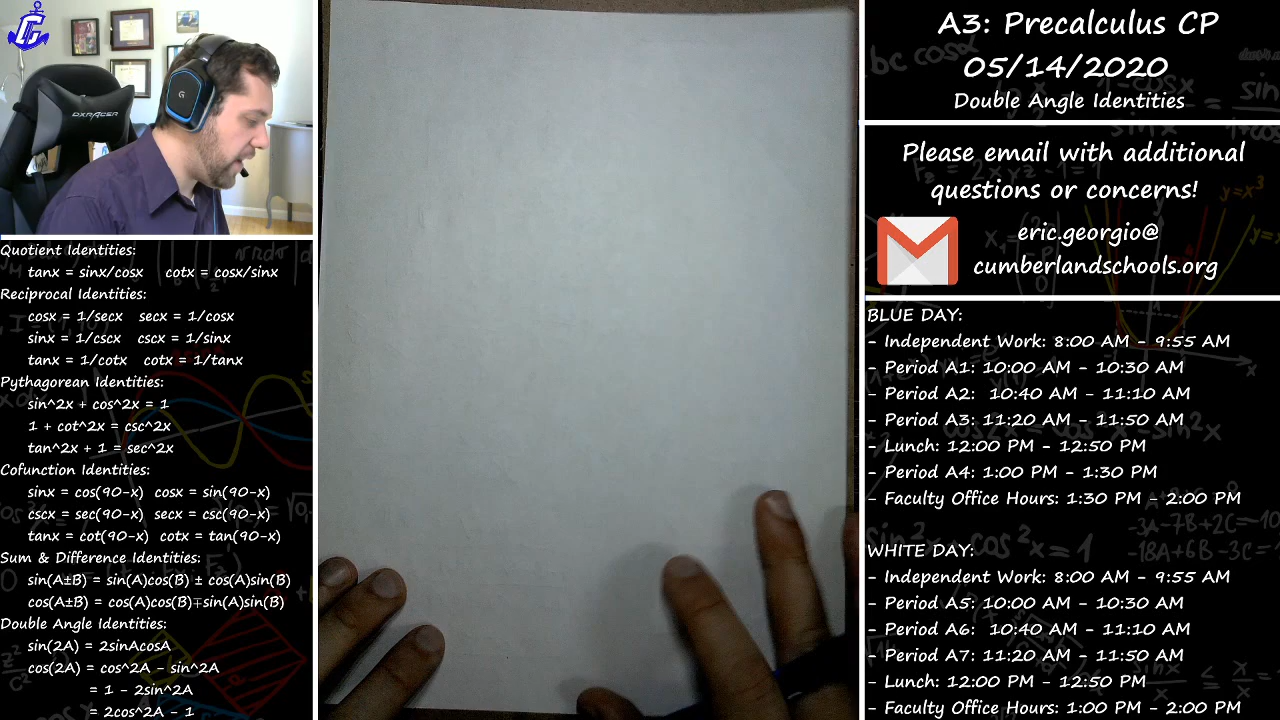 C
G
DXRACER
Quotient Identities:
tanx = sinx/cosx cotx = cosx/sinx
Reciprocal Identities:
cosx = 1/secx secx = 1/cosx
sinx = 1/cscx cscx = 1/sinx
tanx = 1/cotx cotx = 1/tanx
Pythagorean Identities:
sin^2x + cos^2x = 1
1 + cot^2x = csc^2x
tan^2x + 1 = sec^2x
Cofunction Identities:
sinx = cos(90-x) cosx = sin(90-x)
cscx = sec(90-x) secx = csc(90-x)
tanx = cot(90-x) cotx = tan(90-x)
Sum & Difference Identities:
sin(A±B) = sin(A)cos(B) ± cos(A)sin(B)
cos(A±B) = cos(A)cos(B)∓sin(A)sin(B)
Double Angle Identities:
sin(2A) = 2sinAcosA
cos(2A) = cos^2A - sin^2A
= 1 - 2sin^2A
= 2cos^2A - 1
A3: Precalculus CP
05/14/2020
Double Angle Identities
Please email with additional
questions or concerns!
eric.georgio@
cumberlandschools.org
BLUE DAY:
- Independent Work: 8:00 AM - 9:55 AM
- Period A1: 10:00 AM - 10:30 AM
- Period A2: 10:40 AM - 11:10 AM
- Period A3: 11:20 AM - 11:50 AM
- Lunch: 12:00 PM - 12:50 PM
- Period A4: 1:00 PM - 1:30 PM
- Faculty Office Hours: 1:30 PM - 2:00 PM
WHITE DAY:
- Independent Work: 8:00 AM - 9:55 AM
- Period A5: 10:00 AM - 10:30 AM
- Period A6: 10:40 AM - 11:10 AM
- Period A7: 11:20 AM - 11:50 AM
- Lunch: 12:00 PM - 12:50 PM
- Faculty Office Hours: 1:00 PM - 2:00 PM